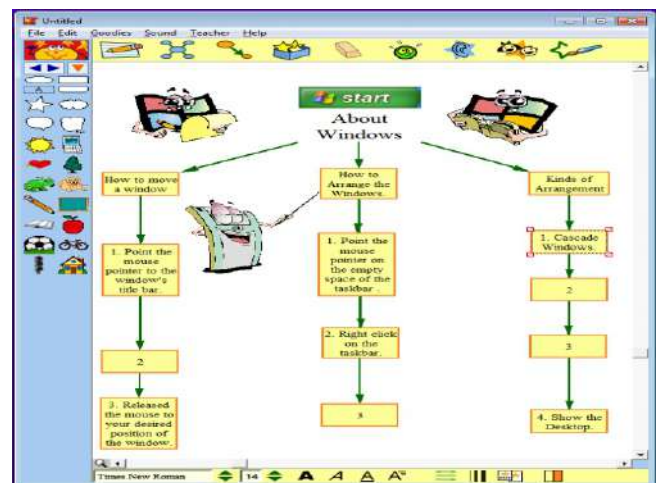 Untitled
File Edit Goodies Sound Teacher Help
start
About
Windows
How to move
a window
How to
Arrange the
Windows.
Kinds of
Arrangement
1. Point the
mouse
pointer to the
window's
title bar.
1. Point the
mouse
pointer on
the empty
space of the
taskbar .
1. Cascade
Windows.
2
2. Right click
on the
taskbar.
3
2
3. Released
the mouse to
your desired
position of
the window.
3
4. Show the
Desktop.
Times New Roman 14 A A A A